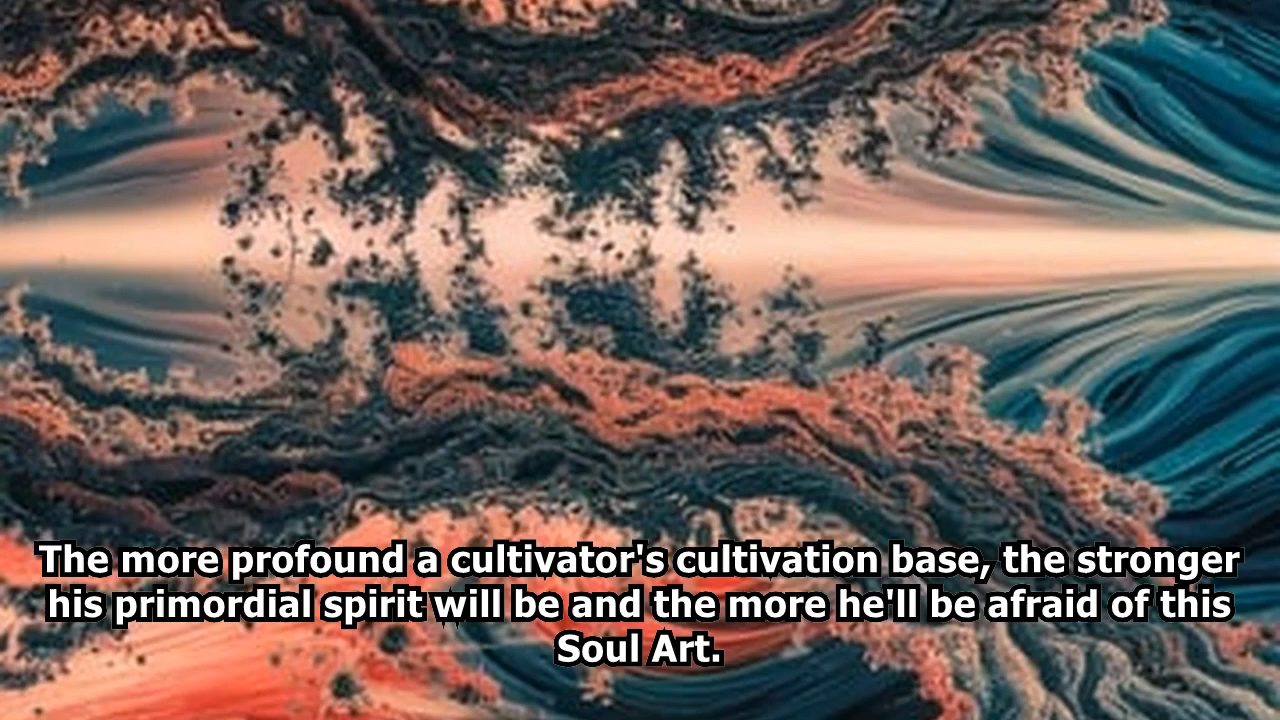 The more profound a cultivator's cultivation base, the stronger
his primordial spirit will be and the more he'll be afraid of this
Soul Art.